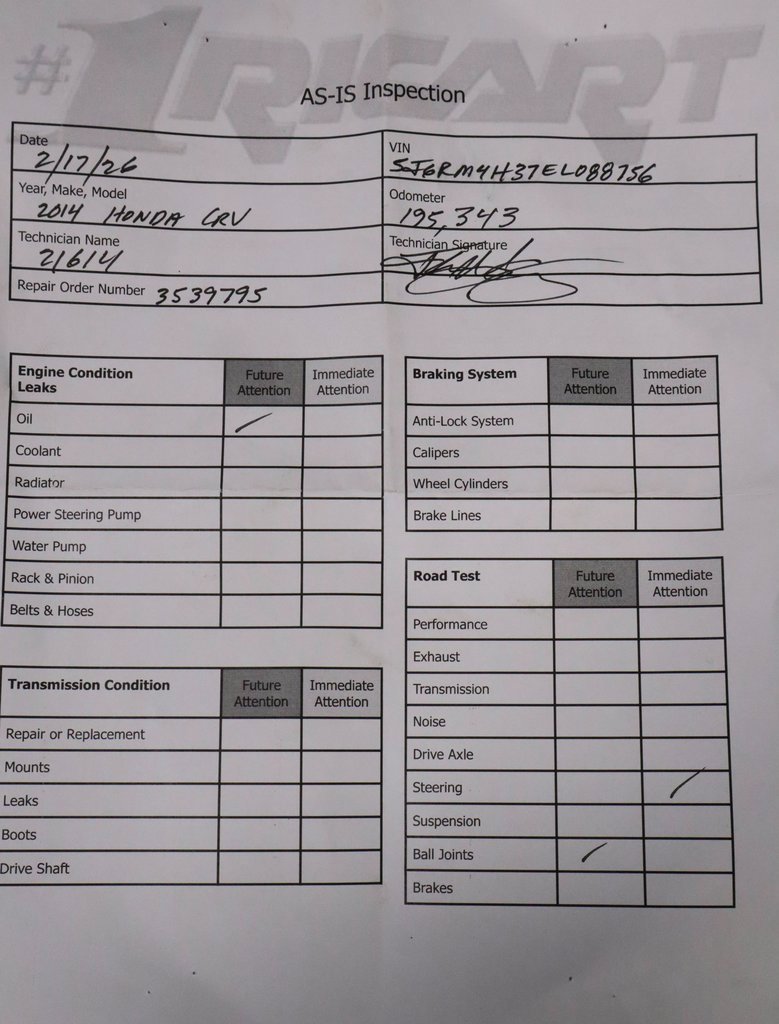 #1 RICART
AS-IS Inspection
Date
2/17/26
VIN
5J6RM4H37EL088756
Year, Make, Model
2014 HONDA CRV
Odometer
195,343
Technician Name
21614
Technician Signature
Repair Order Number 3539795
Engine Condition Leaks Future Attention Immediate Attention
Oil
Coolant
Radiator
Power Steering Pump
Water Pump
Rack & Pinion
Belts & Hoses
Transmission Condition Future Attention Immediate Attention
Repair or Replacement
Mounts
Leaks
Boots
Drive Shaft
Braking System Future Attention Immediate Attention
Anti-Lock System
Calipers
Wheel Cylinders
Brake Lines
Road Test Future Attention Immediate Attention
Performance
Exhaust
Transmission
Noise
Drive Axle
Steering
Suspension
Ball Joints
Brakes